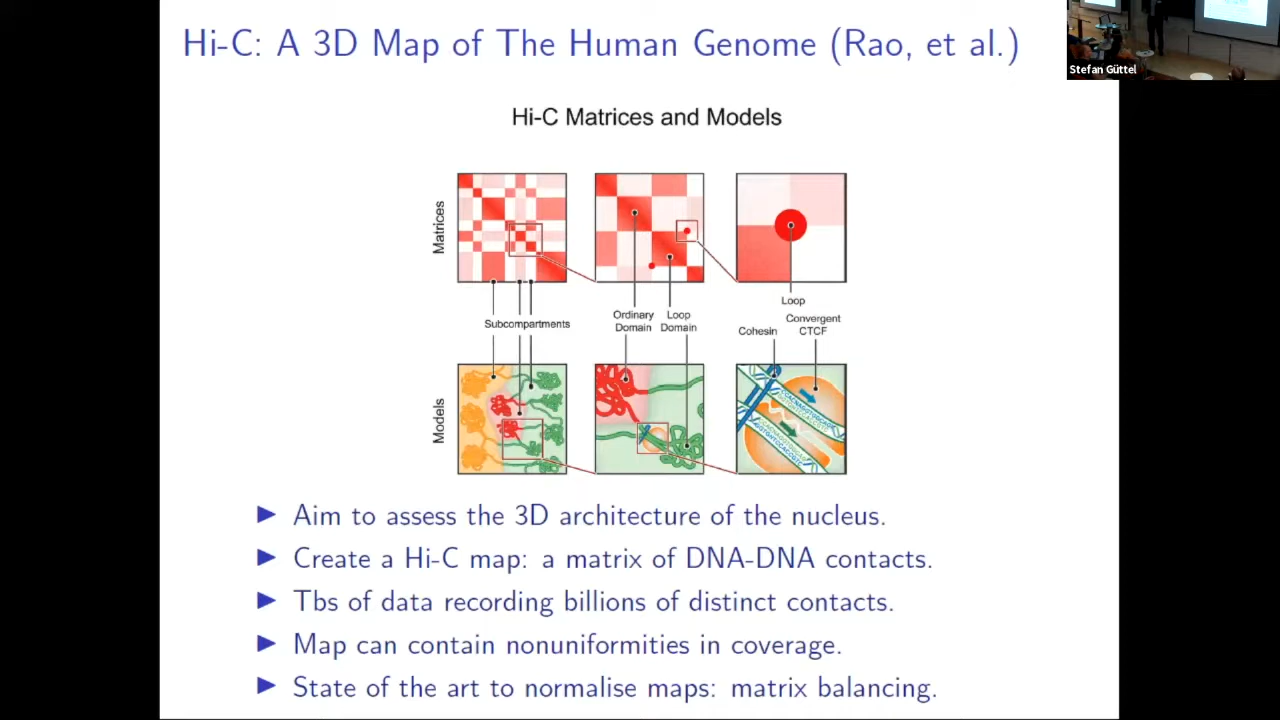 Hi-C: A 3D Map of The Human Genome (Rao, et al.)
Stefan Güttel
Hi-C Matrices and Models
Matrices
Subcompartments
Ordinary Domain
Loop Domain
Loop
Cohesin
Convergent CTCF
Models
Aim to assess the 3D architecture of the nucleus.
Create a Hi-C map: a matrix of DNA-DNA contacts.
Tbs of data recording billions of distinct contacts.
Map can contain nonuniformities in coverage.
State of the art to normalise maps: matrix balancing.